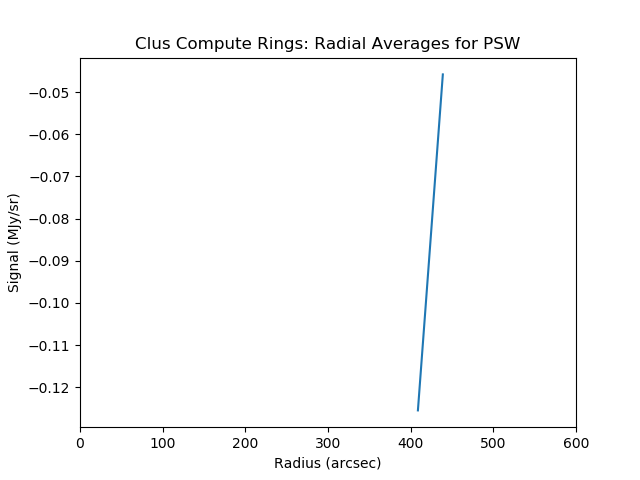 Clus Compute Rings: Radial Averages for PSW
−0.05
−0.06
−0.07
−0.08
−0.09
−0.10
−0.11
−0.12
Signal (MJy/sr)
0 100 200 300 400 500 600
Radius (arcsec)